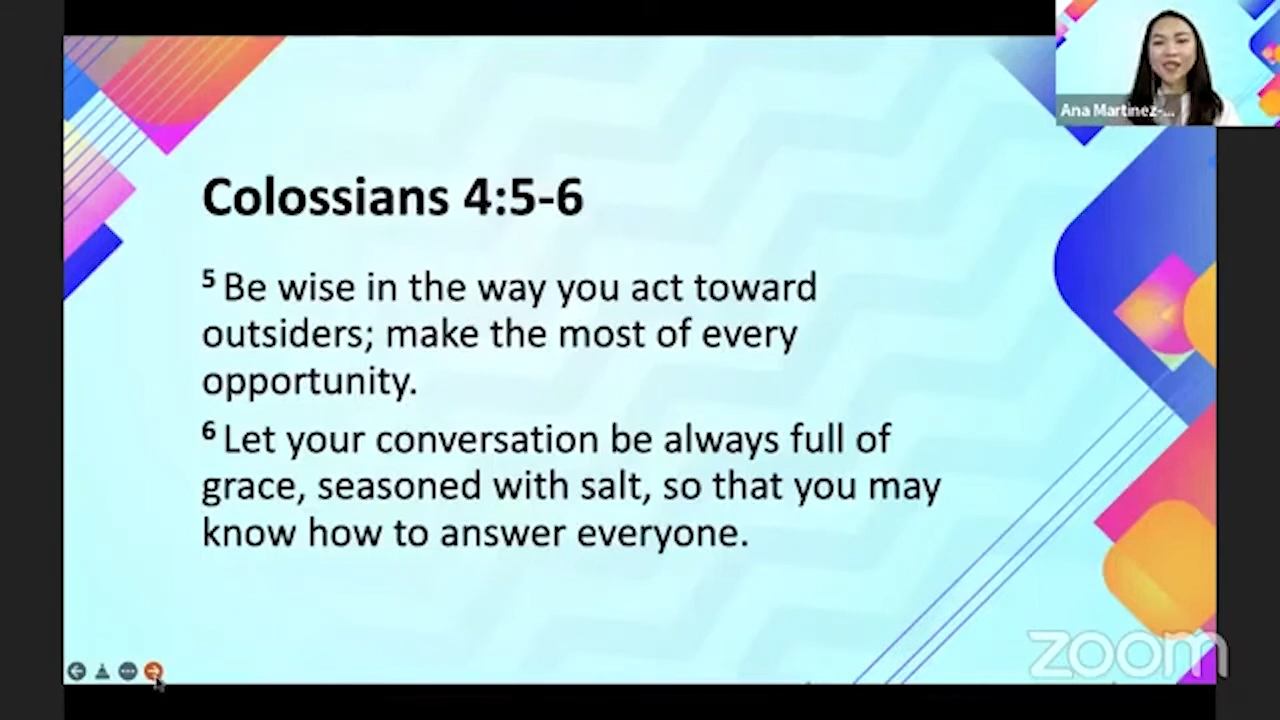 Ana Martinez-...
Colossians 4:5-6
5 Be wise in the way you act toward
outsiders; make the most of every
opportunity.
6 Let your conversation be always full of
grace, seasoned with salt, so that you may
know how to answer everyone.
zoom